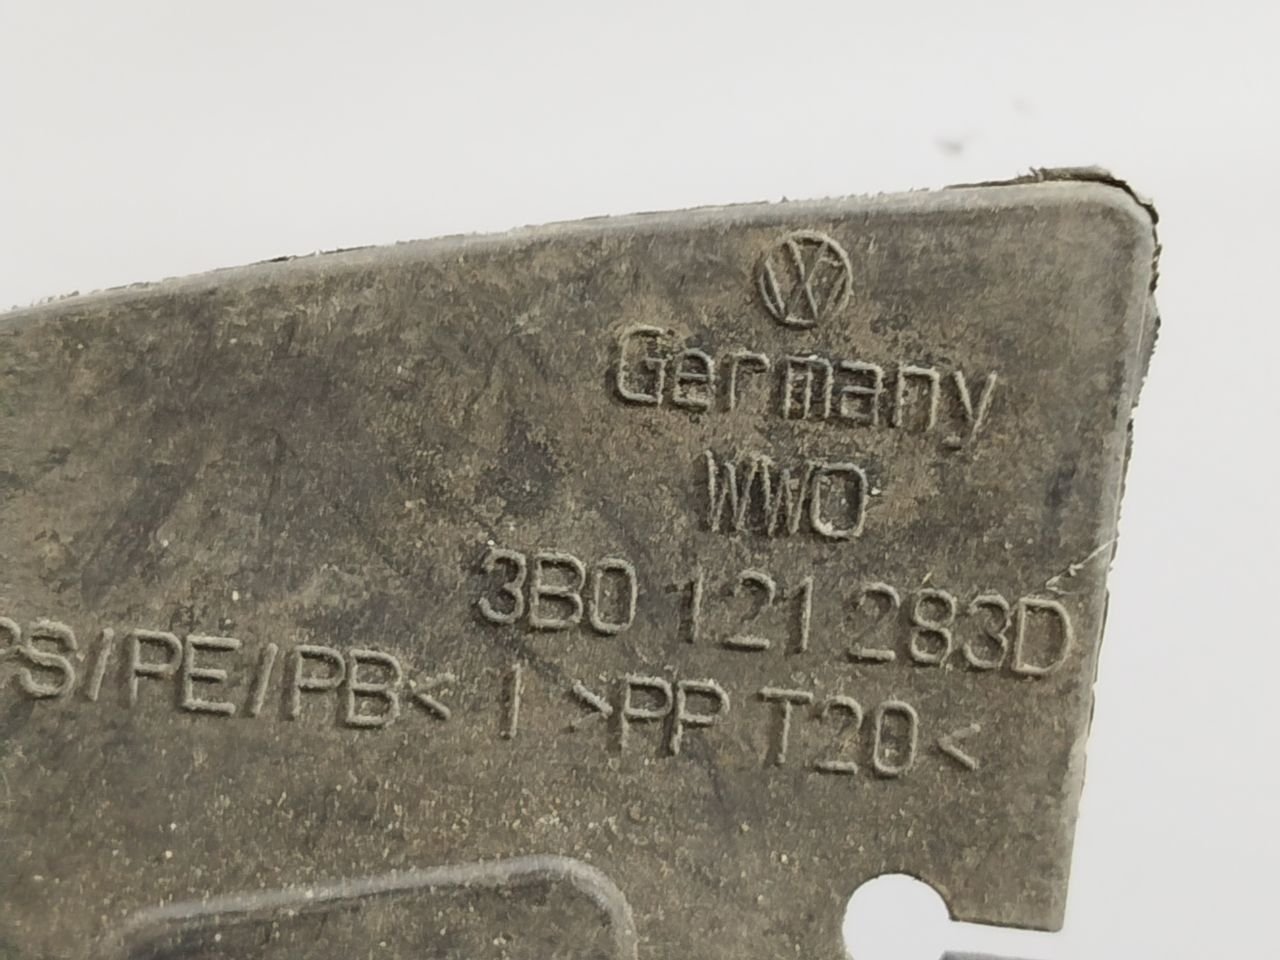 Germany
WWO
3B0 121 283D
PS/PE/PB< I >PP T20<